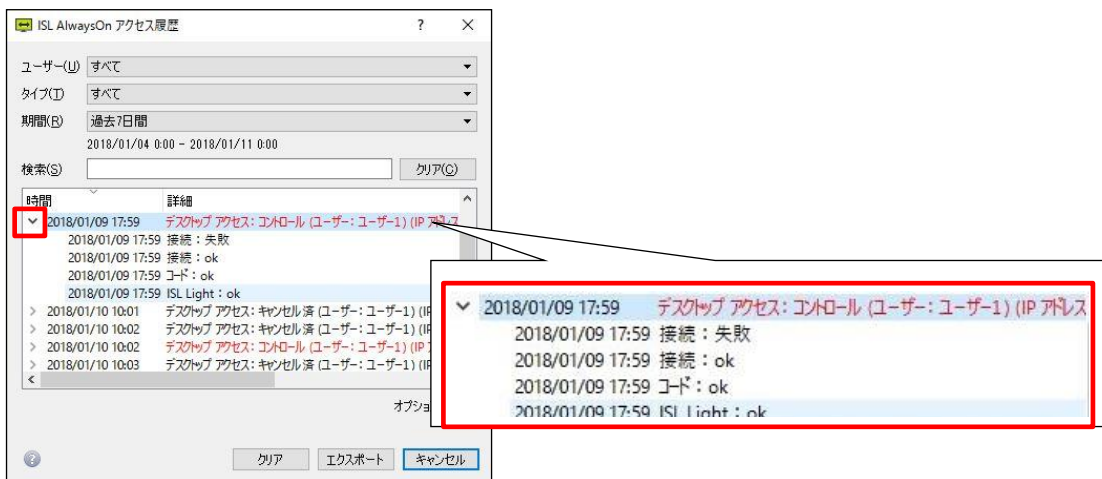 ISL AlwaysOn アクセス履歴 ? ×
ユーザー(U) すべて
タイプ(T) すべて
期間(R) 過去7日間
2018/01/04 0:00 - 2018/01/11 0:00
検索(S) クリア(C)
時間 詳細
2018/01/09 17:59 デスクトップ アクセス: コントロール (ユーザー: ユーザー1) (IP アドレス
2018/01/09 17:59 接続：失敗
2018/01/09 17:59 接続：ok
2018/01/09 17:59 コード：ok
2018/01/09 17:59 ISL Light：ok
2018/01/10 10:01 デスクトップ アクセス: キャンセル済 (ユーザー: ユーザー1) (IP
2018/01/10 10:02 デスクトップ アクセス: キャンセル済 (ユーザー: ユーザー1) (IP
2018/01/10 10:02 デスクトップ アクセス: コントロール (ユーザー: ユーザー1) (IP
2018/01/10 10:03 デスクトップ アクセス: キャンセル済 (ユーザー: ユーザー1) (IP
オプショ
クリア エクスポート キャンセル
2018/01/09 17:59 デスクトップ アクセス: コントロール (ユーザー: ユーザー1) (IP アドレス
2018/01/09 17:59 接続：失敗
2018/01/09 17:59 接続：ok
2018/01/09 17:59 コード：ok
2018/01/09 17:59 ISL Light：ok